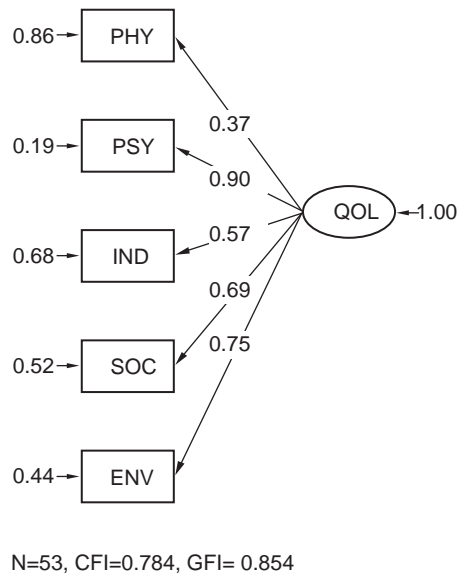 0.86 PHY
0.37
0.19 PSY
0.90
QOL 1.00
0.57
0.68 IND
0.69
0.75
0.52 SOC
0.44 ENV
N=53, CFI=0.784, GFI= 0.854